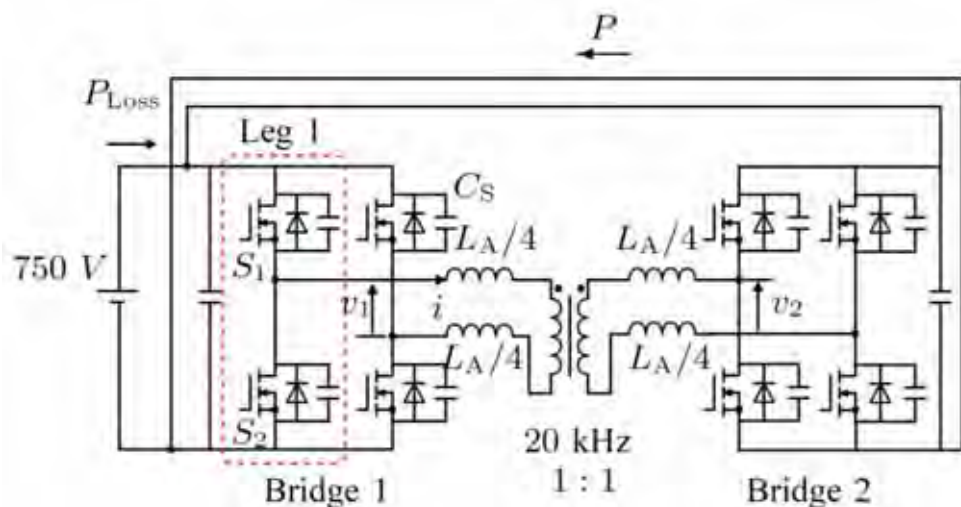 P
P_Loss
Leg 1
C_S
L_A/4
L_A/4
750 V
S_1
v_1
i
v_2
L_A/4
L_A/4
S_2
20 kHz
1 : 1
Bridge 1
Bridge 2